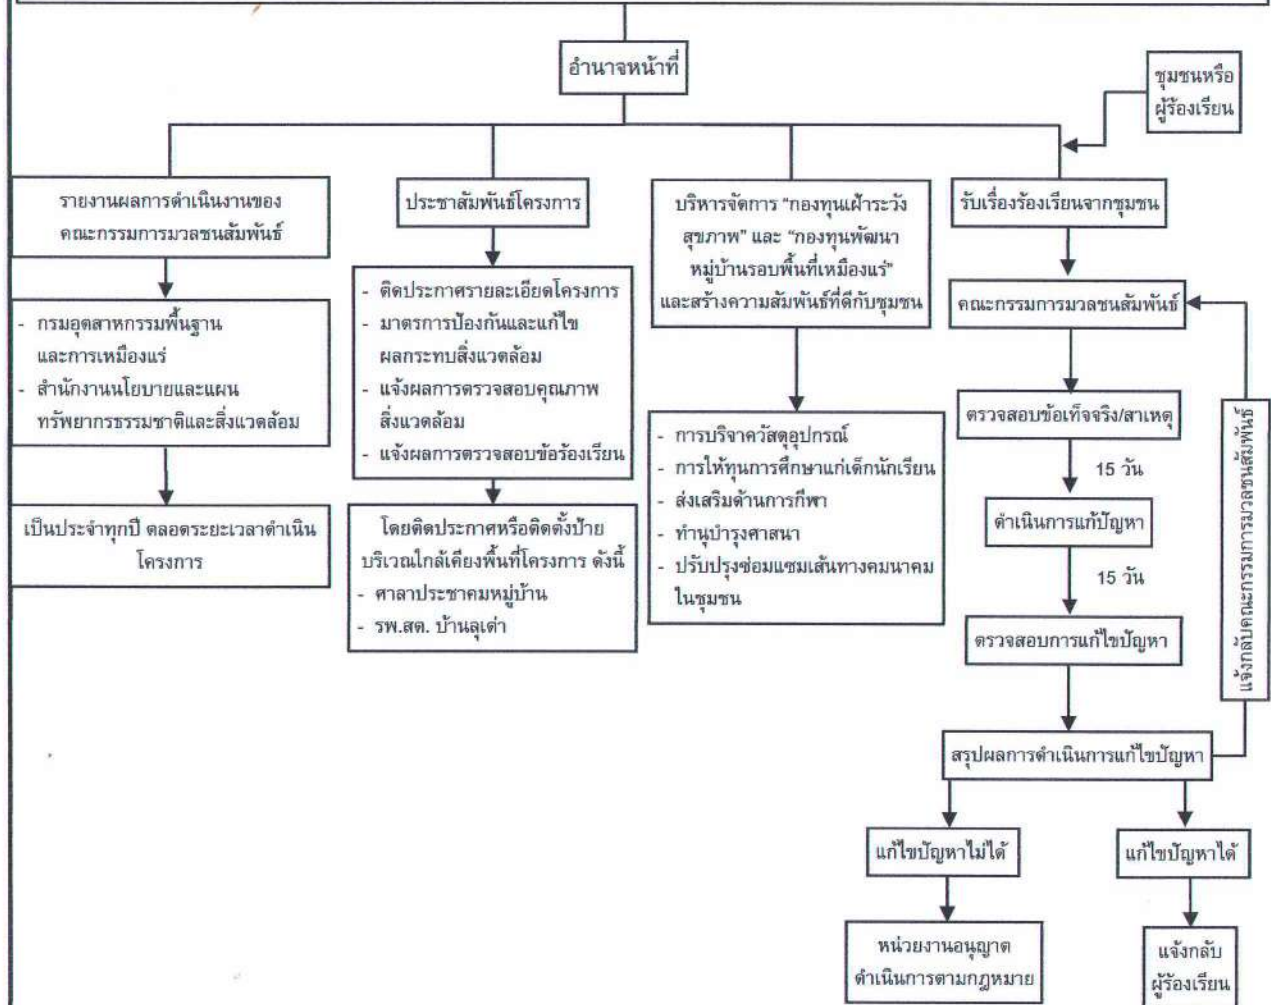 อำนาจหน้าที่
ชุมชนหรือ
ผู้ร้องเรียน
รายงานผลการดำเนินงานของ
คณะกรรมการมวลชนสัมพันธ์
- กรมอุตสาหกรรมพื้นฐาน
และการเหมืองแร่
- สำนักงานนโยบายและแผน
ทรัพยากรธรรมชาติและสิ่งแวดล้อม
เป็นประจำทุกปี ตลอดระยะเวลาดำเนิน
โครงการ
ประชาสัมพันธ์โครงการ
- ติดประกาศรายละเอียดโครงการ
- มาตรการป้องกันและแก้ไข
ผลกระทบสิ่งแวดล้อม
- แจ้งผลการตรวจสอบคุณภาพ
สิ่งแวดล้อม
- แจ้งผลการตรวจสอบข้อร้องเรียน
โดยติดประกาศหรือติดตั้งป้าย
บริเวณใกล้เคียงพื้นที่โครงการ ดังนี้
- ศาลาประชาคมหมู่บ้าน
- รพ.สต. บ้านลุเต่า
บริหารจัดการ “กองทุนเฝ้าระวัง
สุขภาพ” และ “กองทุนพัฒนา
หมู่บ้านรอบพื้นที่เหมืองแร่”
และสร้างความสัมพันธ์ที่ดีกับชุมชน
- การบริจาควัสดุอุปกรณ์
- การให้ทุนการศึกษาแก่เด็กนักเรียน
- ส่งเสริมด้านการกีฬา
- ทำนุบำรุงศาสนา
- ปรับปรุงซ่อมแซมเส้นทางคมนาคม
ในชุมชน
รับเรื่องร้องเรียนจากชุมชน
คณะกรรมการมวลชนสัมพันธ์
ตรวจสอบข้อเท็จจริง/สาเหตุ
15 วัน
ดำเนินการแก้ปัญหา
15 วัน
ตรวจสอบการแก้ไขปัญหา
สรุปผลการดำเนินการแก้ไขปัญหา
แจ้งกลับคณะกรรมการมวลชนสัมพันธ์
แก้ไขปัญหาไม่ได้
แก้ไขปัญหาได้
หน่วยงานอนุญาต
ดำเนินการตามกฎหมาย
แจ้งกลับ
ผู้ร้องเรียน